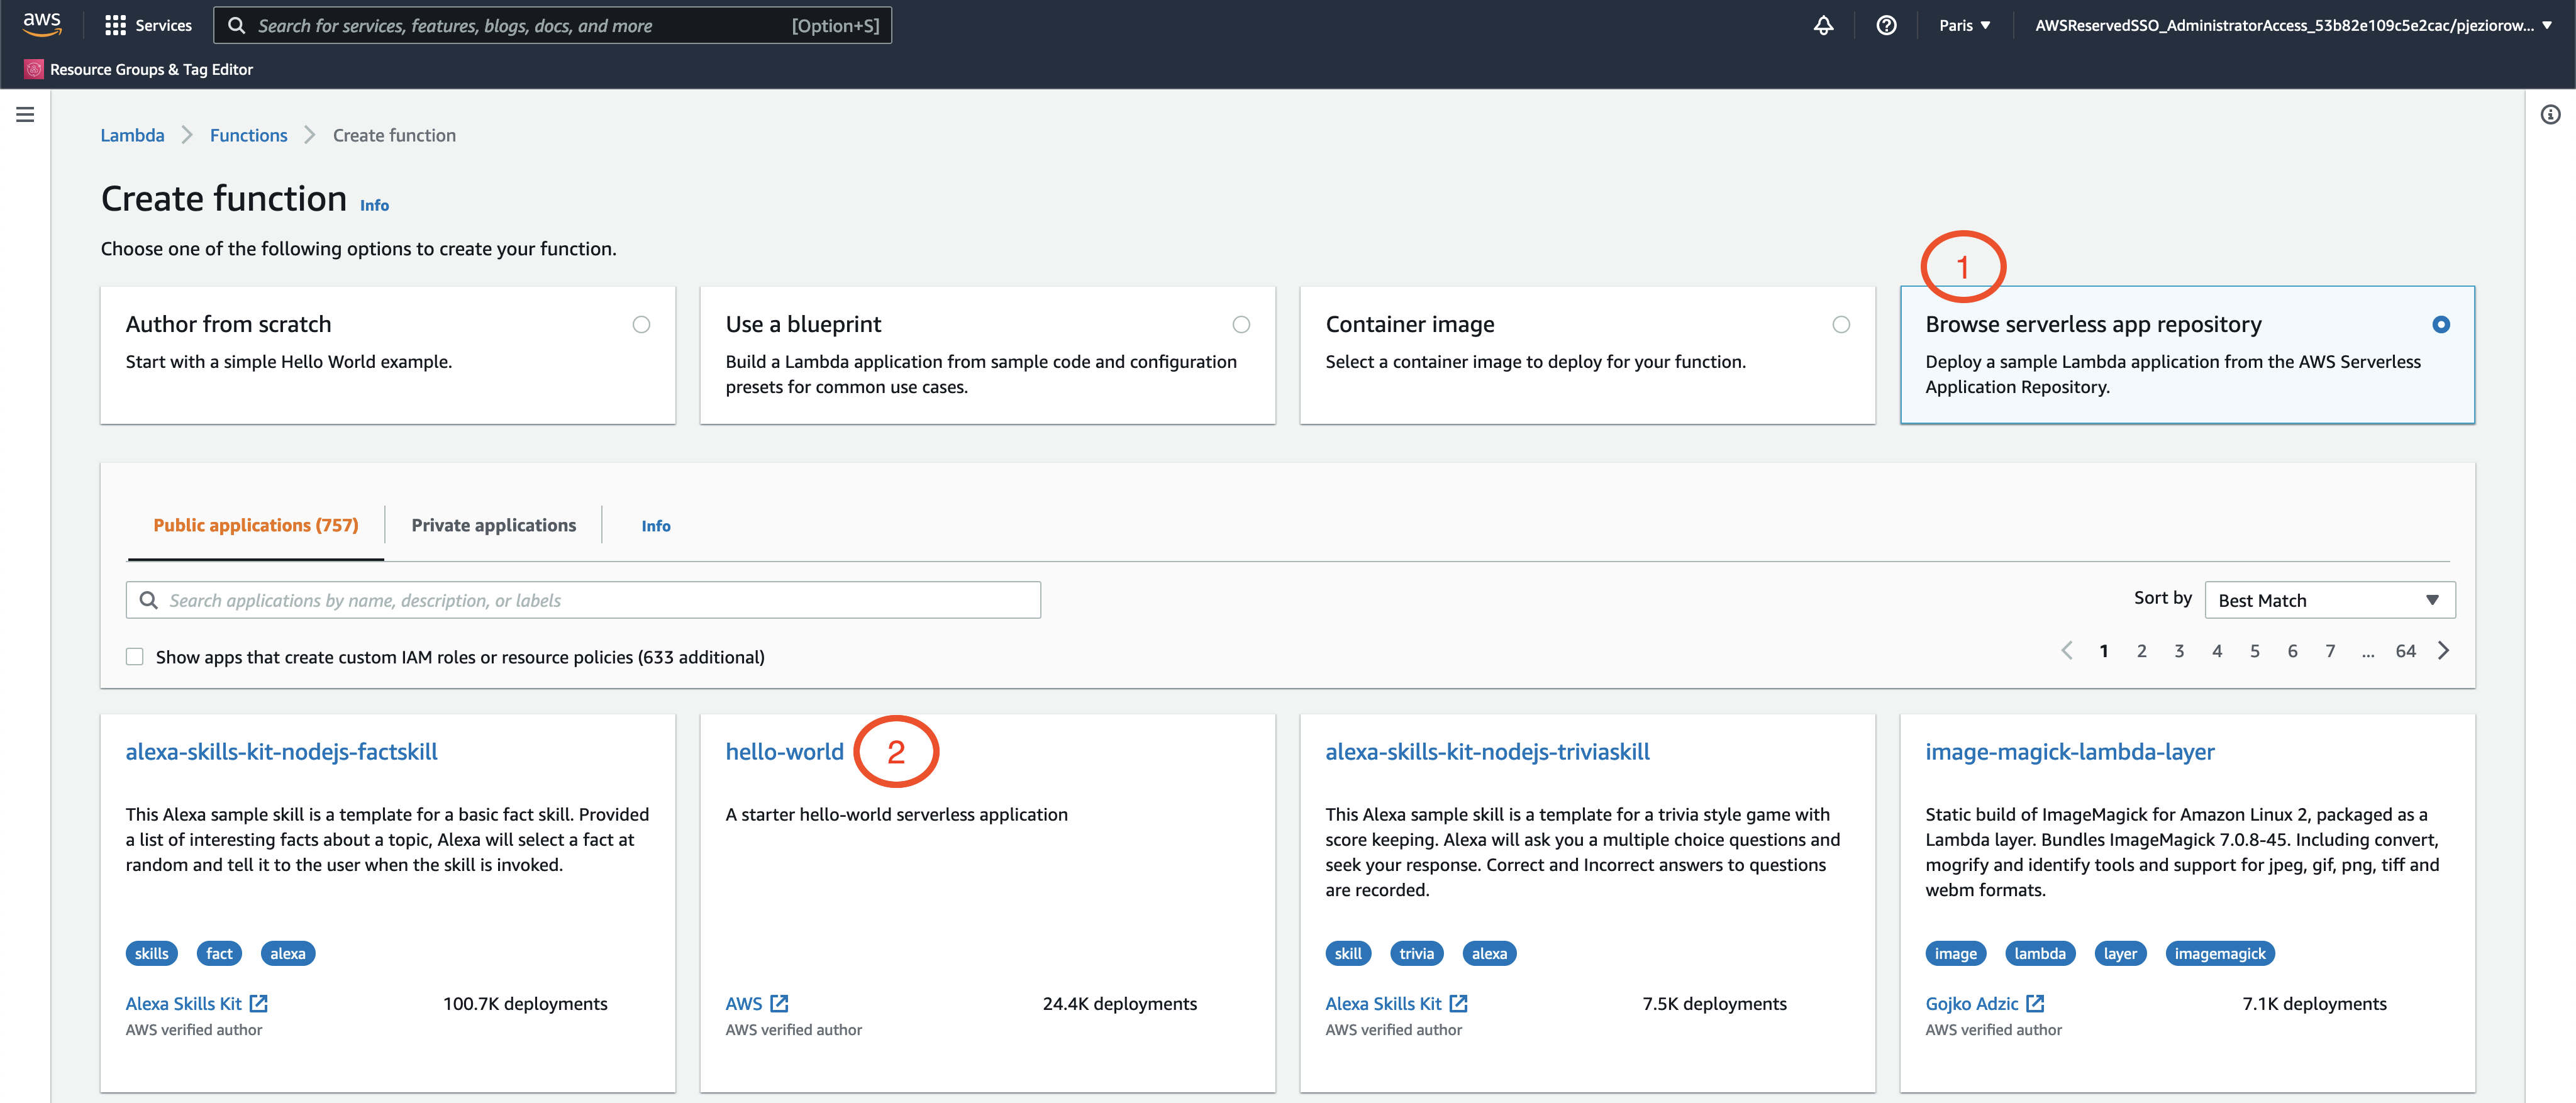 aws
Services
Search for services, features, blogs, docs, and more [Option+S]
Paris
AWSReservedSSO_AdministratorAccess_53b82e109c5e2cac/pjeziorow...
Resource Groups & Tag Editor
Lambda Functions Create function
Create function Info
Choose one of the following options to create your function.
1
Author from scratch
Start with a simple Hello World example.
Use a blueprint
Build a Lambda application from sample code and configuration
presets for common use cases.
Container image
Select a container image to deploy for your function.
Browse serverless app repository
Deploy a sample Lambda application from the AWS Serverless
Application Repository.
Public applications (757) Private applications Info
Search applications by name, description, or labels
Sort by Best Match
Show apps that create custom IAM roles or resource policies (633 additional)
1 2 3 4 5 6 7 ... 64
alexa-skills-kit-nodejs-factskill
This Alexa sample skill is a template for a basic fact skill. Provided
a list of interesting facts about a topic, Alexa will select a fact at
random and tell it to the user when the skill is invoked.
skills fact alexa
Alexa Skills Kit 100.7K deployments
AWS verified author
hello-world 2
A starter hello-world serverless application
AWS 24.4K deployments
AWS verified author
alexa-skills-kit-nodejs-triviaskill
This Alexa sample skill is a template for a trivia style game with
score keeping. Alexa will ask you a multiple choice questions and
seek your response. Correct and Incorrect answers to questions
are recorded.
skill trivia alexa
Alexa Skills Kit 7.5K deployments
AWS verified author
image-magick-lambda-layer
Static build of ImageMagick for Amazon Linux 2, packaged as a
Lambda layer. Bundles ImageMagick 7.0.8-45. Including convert,
mogrify and identify tools and support for jpeg, gif, png, tiff and
webm formats.
image lambda layer imagemagick
Gojko Adzic 7.1K deployments
AWS verified author